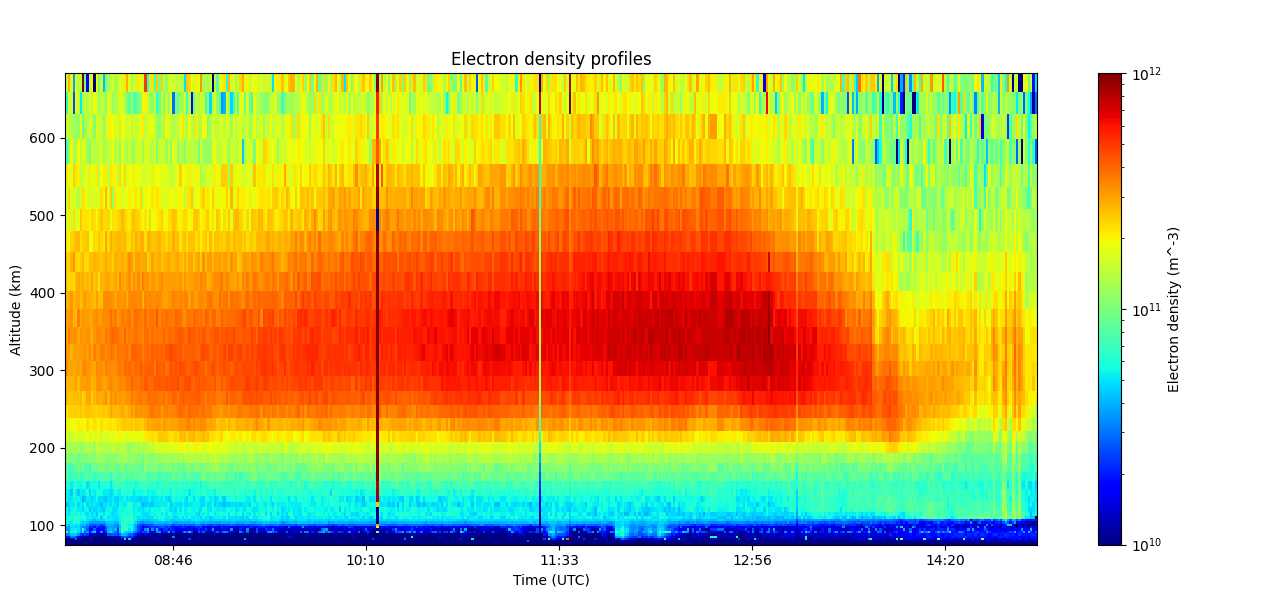 Electron density profiles
Altitude (km)
600
500
400
300
200
100
08:46 10:10 11:33 12:56 14:20
Time (UTC)
10^12
10^11
10^10
Electron density (m^-3)